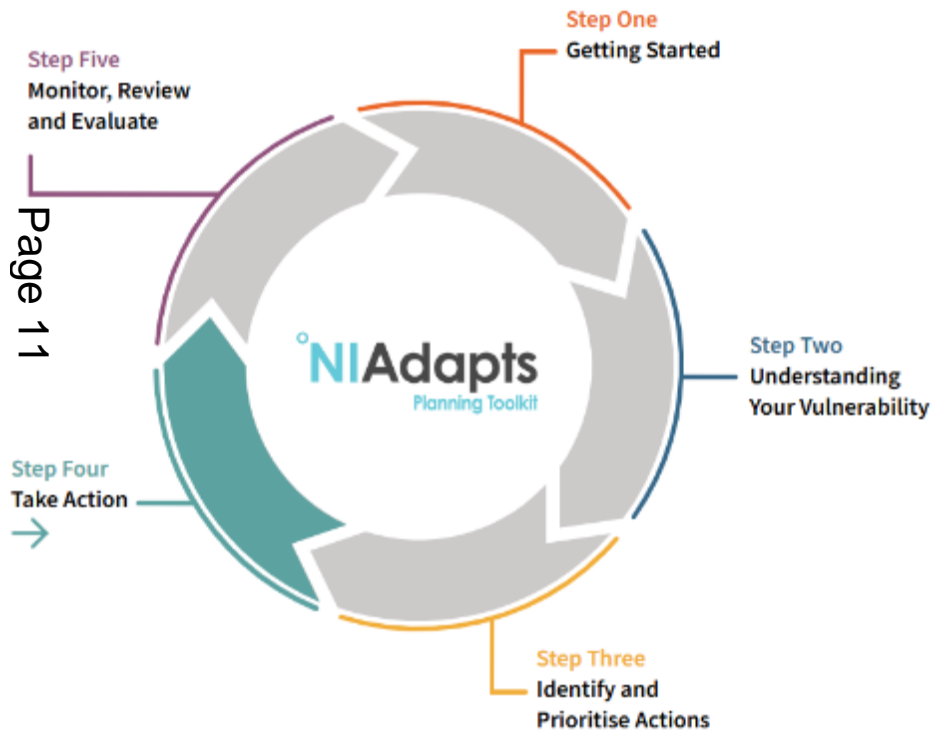 Step One
Getting Started
Step Two
Understanding
Your Vulnerability
Step Three
Identify and
Prioritise Actions
Step Four
Take Action
Step Five
Monitor, Review
and Evaluate
°NIAdapts
Planning Toolkit
Page 11